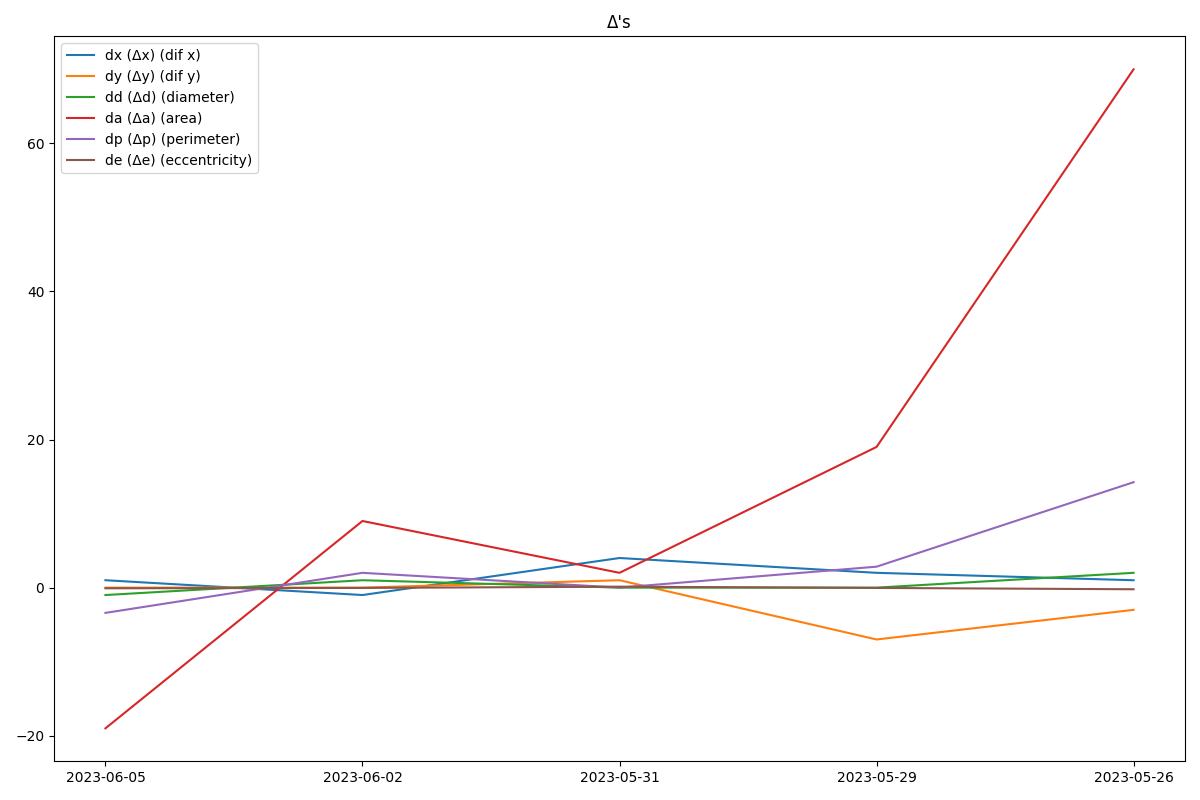 Δ's
dx (Δx) (dif x)
dy (Δy) (dif y)
dd (Δd) (diameter)
da (Δa) (area)
dp (Δp) (perimeter)
de (Δe) (eccentricity)
60
40
20
0
−20
2023-06-05 2023-06-02 2023-05-31 2023-05-29 2023-05-26